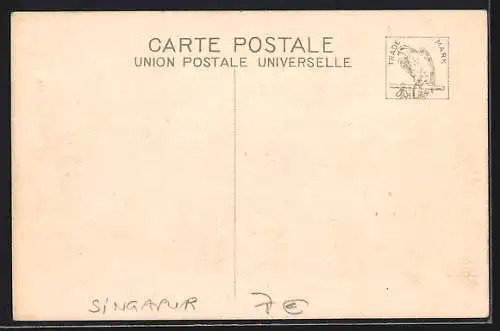 CARTE POSTALE
UNION POSTALE UNIVERSELLE
TRADE MARK
SINGAPUR 7€